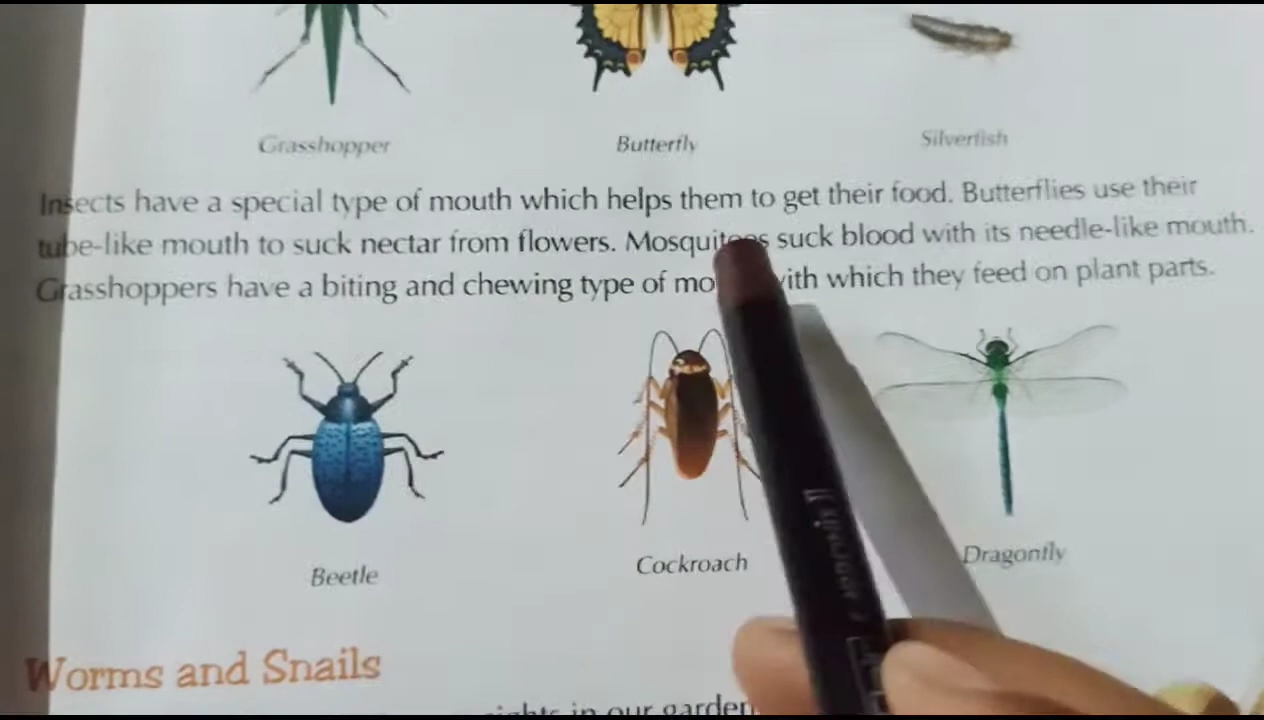 Grasshopper Butterfly Silverfish
Insects have a special type of mouth which helps them to get their food. Butterflies use their
tube-like mouth to suck nectar from flowers. Mosquitoes suck blood with its needle-like mouth.
Grasshoppers have a biting and chewing type of mo with which they feed on plant parts.
Beetle Cockroach Dragonfly
Worms and Snails
in our garden